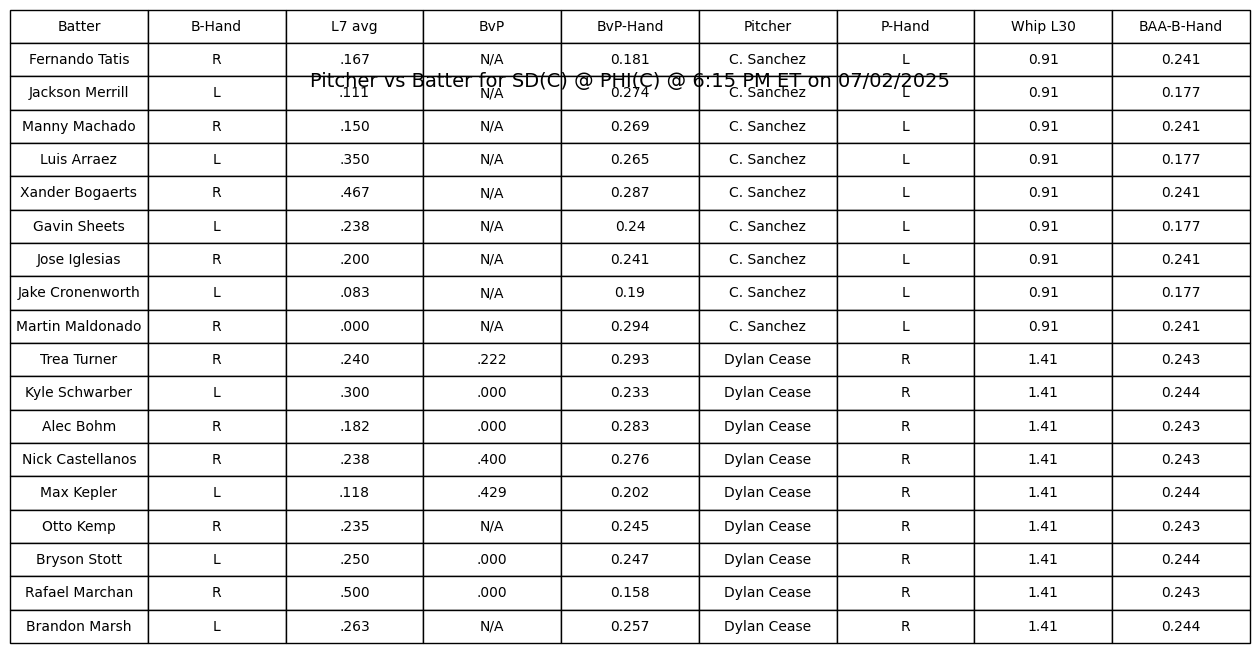 Batter B-Hand L7 avg BvP BvP-Hand Pitcher P-Hand Whip L30 BAA-B-Hand
Fernando Tatis R .167 N/A 0.181 C. Sanchez L 0.91 0.241
Pitcher vs Batter for SD(C) @ PHI(C) @ 6:15 PM ET on 07/02/2025
Jackson Merrill L .111 N/A 0.274 C. Sanchez L 0.91 0.177
Manny Machado R .150 N/A 0.269 C. Sanchez L 0.91 0.241
Luis Arraez L .350 N/A 0.265 C. Sanchez L 0.91 0.177
Xander Bogaerts R .467 N/A 0.287 C. Sanchez L 0.91 0.241
Gavin Sheets L .238 N/A 0.24 C. Sanchez L 0.91 0.177
Jose Iglesias R .200 N/A 0.241 C. Sanchez L 0.91 0.241
Jake Cronenworth L .083 N/A 0.19 C. Sanchez L 0.91 0.177
Martin Maldonado R .000 N/A 0.294 C. Sanchez L 0.91 0.241
Trea Turner R .240 .222 0.293 Dylan Cease R 1.41 0.243
Kyle Schwarber L .300 .000 0.233 Dylan Cease R 1.41 0.244
Alec Bohm R .182 .000 0.283 Dylan Cease R 1.41 0.243
Nick Castellanos R .238 .400 0.276 Dylan Cease R 1.41 0.243
Max Kepler L .118 .429 0.202 Dylan Cease R 1.41 0.244
Otto Kemp R .235 N/A 0.245 Dylan Cease R 1.41 0.243
Bryson Stott L .250 .000 0.247 Dylan Cease R 1.41 0.244
Rafael Marchan R .500 .000 0.158 Dylan Cease R 1.41 0.243
Brandon Marsh L .263 N/A 0.257 Dylan Cease R 1.41 0.244